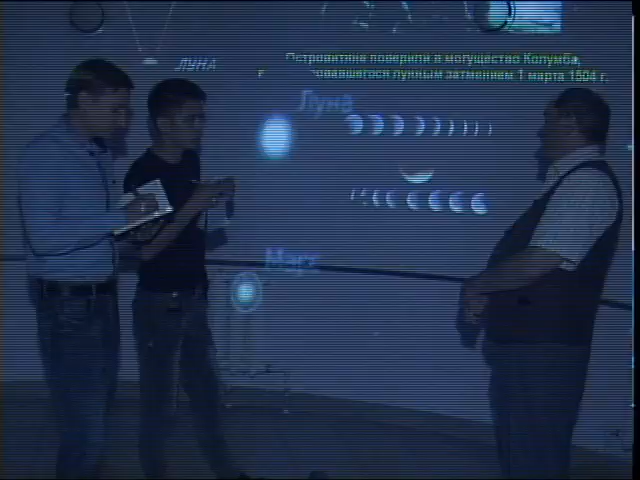 ЛУНА
Островитяне поверили в могущество Колумба,
лунным затмением 1 марта 1504 г.
Луна
Марс